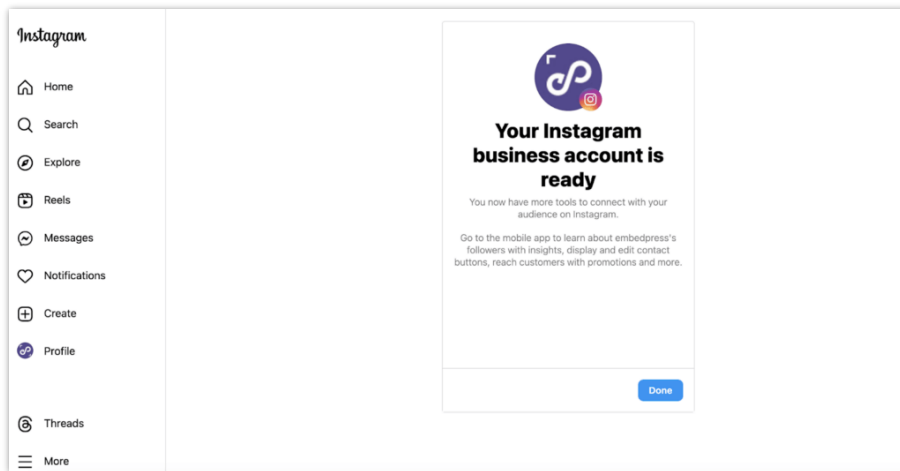 Instagram
Home
Search
Explore
Reels
Messages
Notifications
Create
Profile
Threads
More
Your Instagram
business account is
ready
You now have more tools to connect with your
audience on Instagram.
Go to the mobile app to learn about embedpress's
followers with insights, display and edit contact
buttons, reach customers with promotions and more.
Done